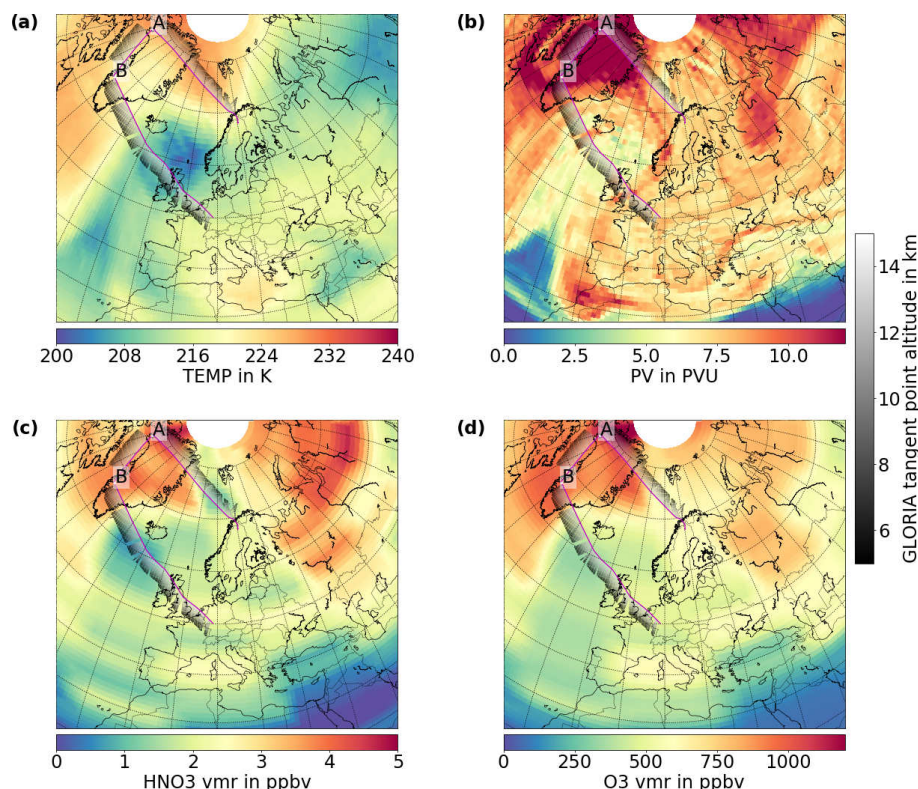 (a)
A
B
200 208 216 224 232 240
TEMP in K
(b)
A
B
0.0 2.5 5.0 7.5 10.0
PV in PVU
(c)
A
B
0 1 2 3 4 5
HNO3 vmr in ppbv
(d)
A
B
0 250 500 750 1000
O3 vmr in ppbv
14
12
10
8
6
GLORIA tangent point altitude in km